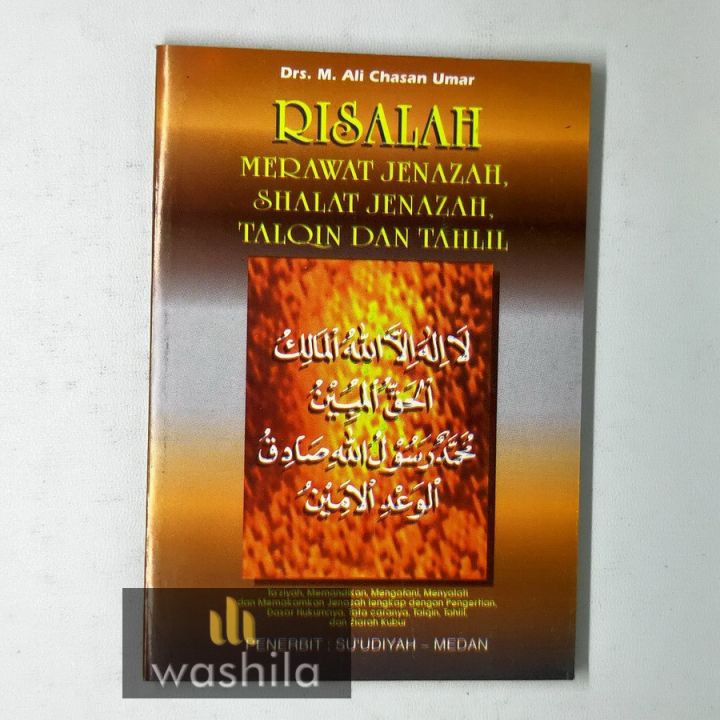 Drs. M. Ali Chasan Umar
RISALAH
MERAWAT JENAZAH,
SHALAT JENAZAH,
TALQIN DAN TAHLIL
لَا إِلٰهَ إِلَّا اللهُ الْمَالِكُ
الْحَقُّ الْمُبِيْنُ
مُحَمَّدٌ رَسُوْلُ اللهِ صَادِقُ
الْوَعْدِ الْأَمِيْنُ
Ta'ziyah, Memandikan, Mengafani, Menyalati
dan Memakamkan Jenazah lengkap dengan Pengertian,
Dasar Hukumnya, Tata caranya, Talqin, Tahlil,
dan Ziarah Kubur
PENERBIT : SU'UDIYAH - MEDAN
washila